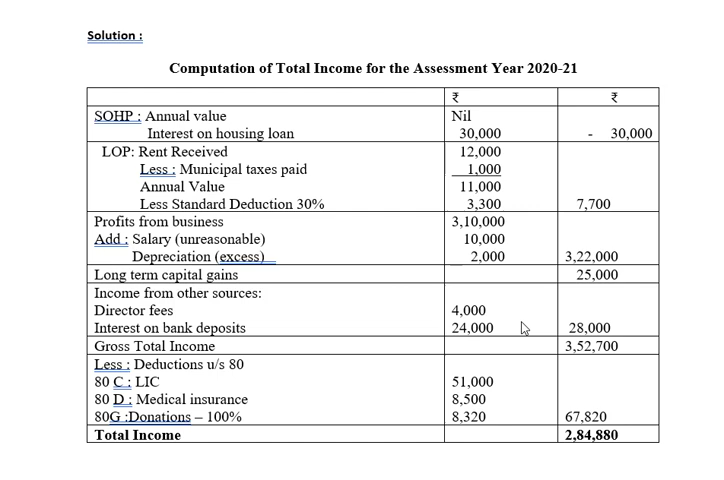 Solution :
Computation of Total Income for the Assessment Year 2020-21
₹ ₹
SOHP : Annual value Nil
Interest on housing loan 30,000 - 30,000
LOP: Rent Received 12,000
Less : Municipal taxes paid 1,000
Annual Value 11,000
Less Standard Deduction 30% 3,300 7,700
Profits from business 3,10,000
Add : Salary (unreasonable) 10,000
Depreciation (excess) 2,000 3,22,000
Long term capital gains 25,000
Income from other sources:
Director fees 4,000
Interest on bank deposits 24,000 28,000
Gross Total Income 3,52,700
Less : Deductions u/s 80
80 C : LIC 51,000
80 D : Medical insurance 8,500
80G :Donations – 100% 8,320 67,820
Total Income 2,84,880